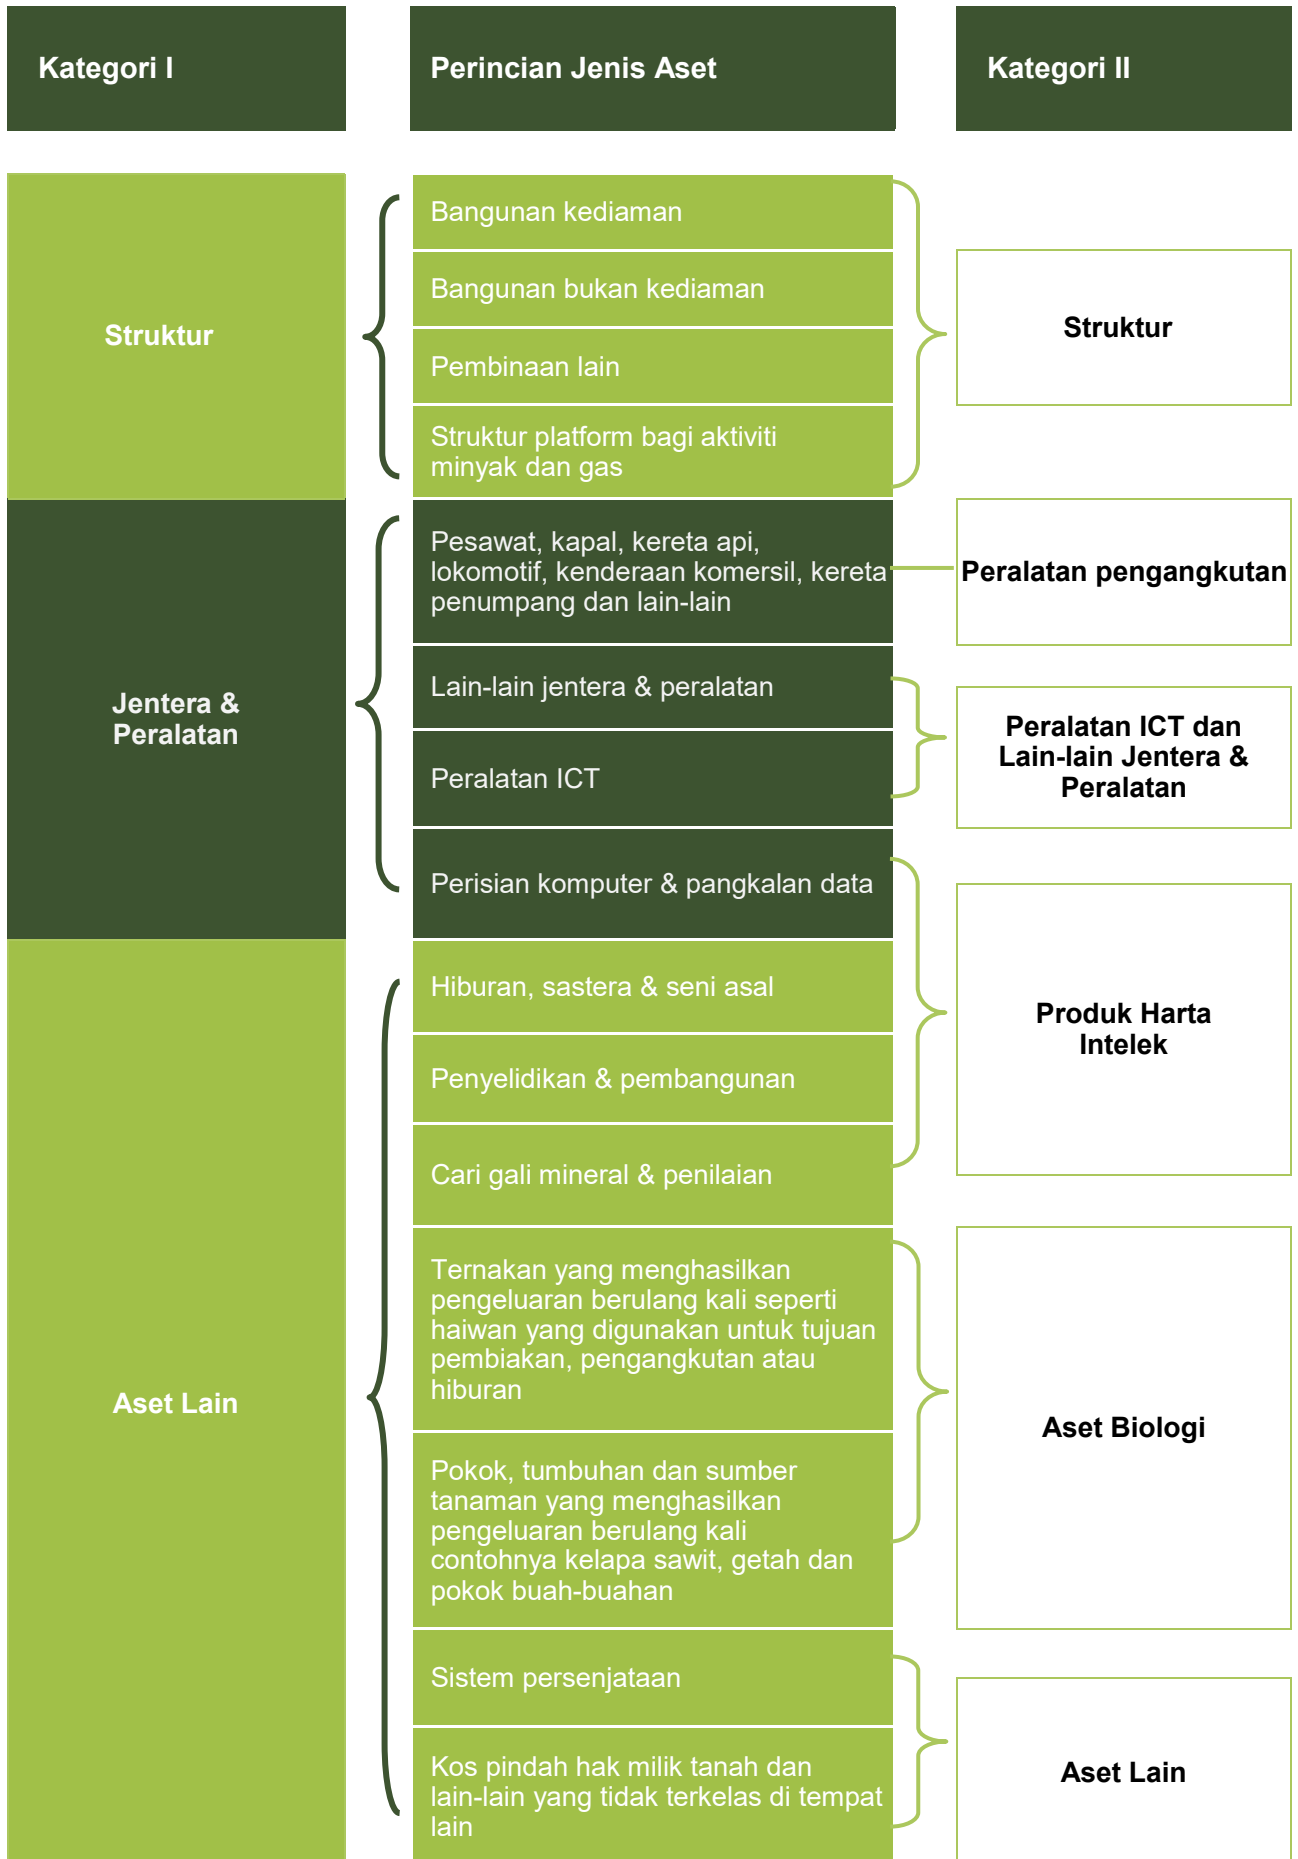 Kategori I
Perincian Jenis Aset
Kategori II
Struktur
Bangunan kediaman
Bangunan bukan kediaman
Pembinaan lain
Struktur platform bagi aktiviti
minyak dan gas
Struktur
Jentera &
Peralatan
Pesawat, kapal, kereta api,
lokomotif, kenderaan komersil, kereta
penumpang dan lain-lain
Lain-lain jentera & peralatan
Peralatan ICT
Perisian komputer & pangkalan data
Peralatan pengangkutan
Peralatan ICT dan
Lain-lain Jentera &
Peralatan
Aset Lain
Hiburan, sastera & seni asal
Penyelidikan & pembangunan
Cari gali mineral & penilaian
Ternakan yang menghasilkan
pengeluaran berulang kali seperti
haiwan yang digunakan untuk tujuan
pembiakan, pengangkutan atau
hiburan
Pokok, tumbuhan dan sumber
tanaman yang menghasilkan
pengeluaran berulang kali
contohnya kelapa sawit, getah dan
pokok buah-buahan
Sistem persenjataan
Kos pindah hak milik tanah dan
lain-lain yang tidak terkelas di tempat
lain
Produk Harta
Intelek
Aset Biologi
Aset Lain